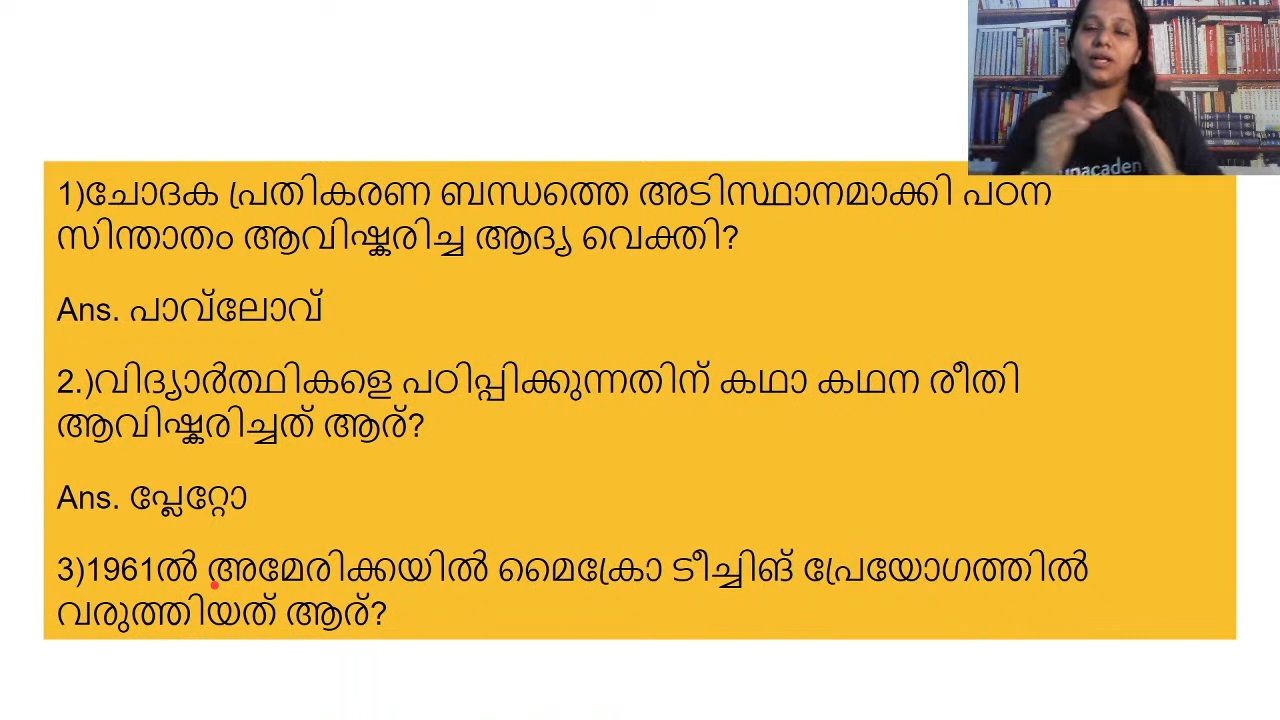 unacaden
1)ചോദക പ്രതികരണ ബന്ധത്തെ അടിസ്ഥാനമാക്കി പഠന
സിന്താതം ആവിഷ്കരിച്ച ആദ്യ വെക്തി?
Ans. പാവ്ലോവ്
2.)വിദ്യാർത്ഥികളെ പഠിപ്പിക്കുന്നതിന് കഥാ കഥന രീതി
ആവിഷ്കരിച്ചത് ആര്?
Ans. പ്ലേറ്റോ
3)1961ൽ അമേരിക്കയിൽ മൈക്രോ ടീച്ചിങ് പ്രേയോഗത്തിൽ
വരുത്തിയത് ആര്?